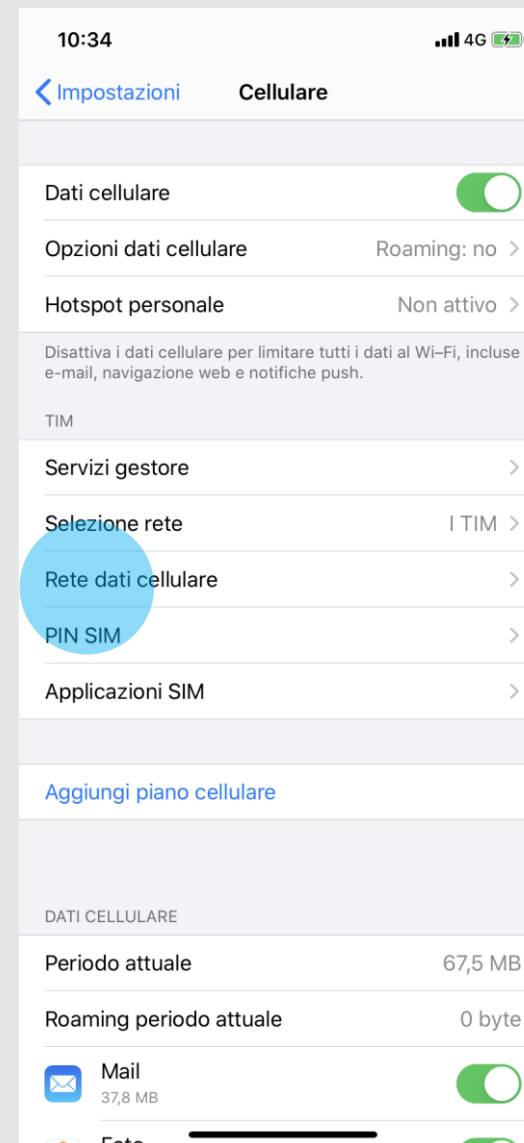 10:34
4G
Impostazioni
Cellulare
Dati cellulare
Opzioni dati cellulare
Roaming: no
Hotspot personale
Non attivo
Disattiva i dati cellulare per limitare tutti i dati al Wi–Fi, incluse
e-mail, navigazione web e notifiche push.
TIM
Servizi gestore
Selezione rete
I TIM
Rete dati cellulare
PIN SIM
Applicazioni SIM
Aggiungi piano cellulare
DATI CELLULARE
Periodo attuale
67,5 MB
Roaming periodo attuale
0 byte
Mail
37,8 MB